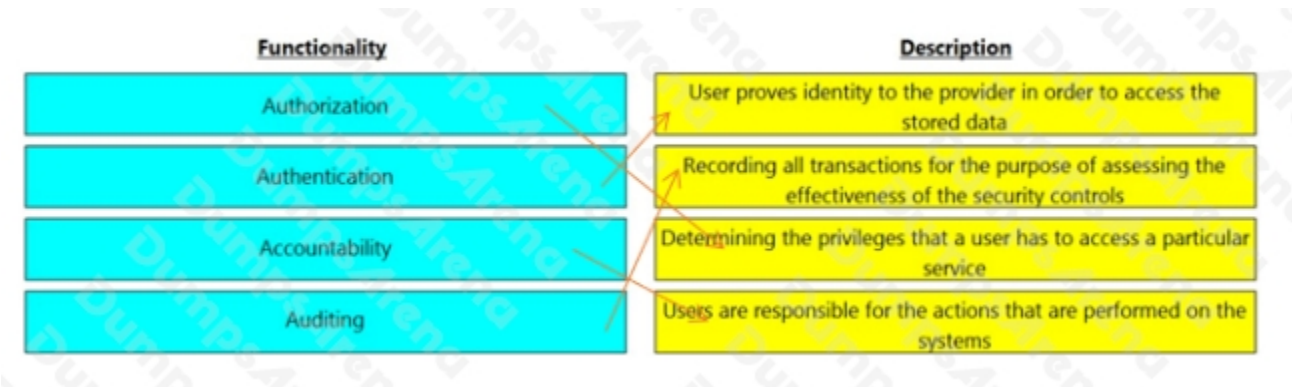 Functionality Description
Authorization
User proves identity to the provider in order to access the
stored data
Authentication
Recording all transactions for the purpose of assessing the
effectiveness of the security controls
Accountability
Determining the privileges that a user has to access a particular
service
Auditing
Users are responsible for the actions that are performed on the
systems
DumpsArena